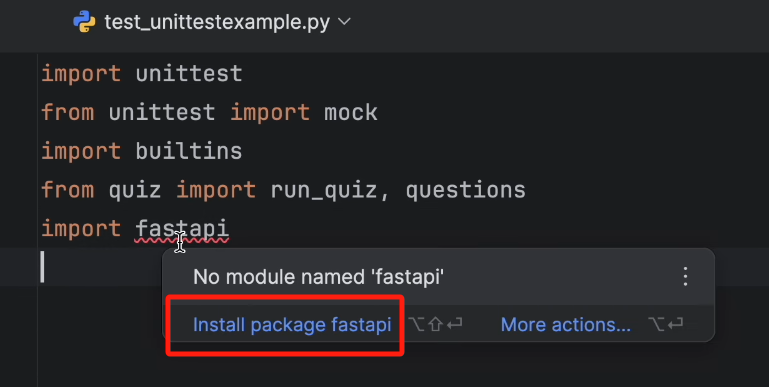 test_unittestexample.py
import unittest
from unittest import mock
import builtins
from quiz import run_quiz, questions
import fastapi
No module named 'fastapi'
Install package fastapi ⌥⇧⏎ More actions... ⌥⏎